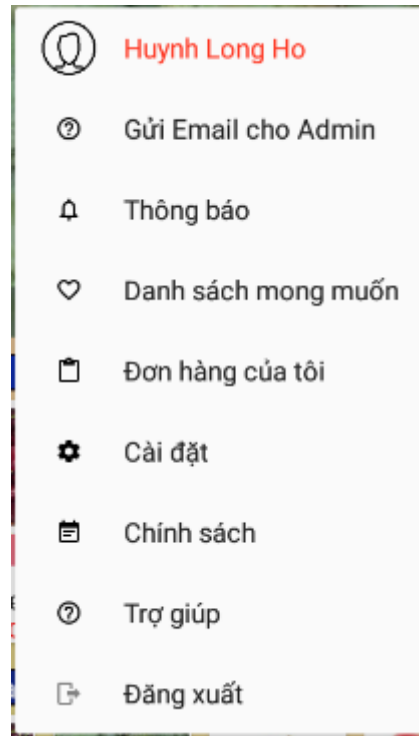 Huynh Long Ho
Gửi Email cho Admin
Thông báo
Danh sách mong muốn
Đơn hàng của tôi
Cài đặt
Chính sách
Trợ giúp
Đăng xuất